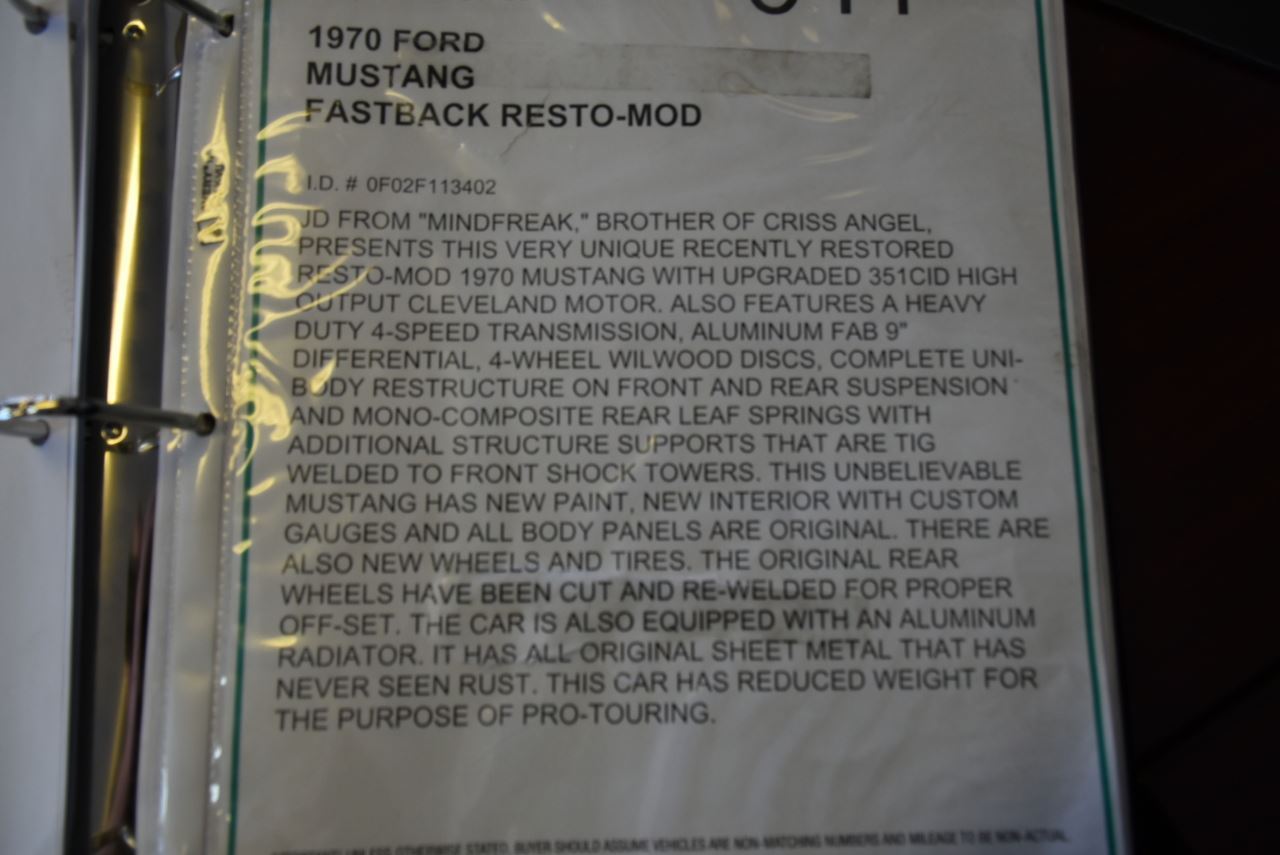 1970 FORD
MUSTANG
FASTBACK RESTO-MOD
I.D. # 0F02F113402
JD FROM "MINDFREAK," BROTHER OF CRISS ANGEL,
PRESENTS THIS VERY UNIQUE RECENTLY RESTORED
RESTO-MOD 1970 MUSTANG WITH UPGRADED 351CID HIGH
OUTPUT CLEVELAND MOTOR. ALSO FEATURES A HEAVY
DUTY 4-SPEED TRANSMISSION, ALUMINUM FAB 9"
DIFFERENTIAL, 4-WHEEL WILWOOD DISCS, COMPLETE UNI-
BODY RESTRUCTURE ON FRONT AND REAR SUSPENSION
AND MONO-COMPOSITE REAR LEAF SPRINGS WITH
ADDITIONAL STRUCTURE SUPPORTS THAT ARE TIG
WELDED TO FRONT SHOCK TOWERS. THIS UNBELIEVABLE
MUSTANG HAS NEW PAINT, NEW INTERIOR WITH CUSTOM
GAUGES AND ALL BODY PANELS ARE ORIGINAL. THERE ARE
ALSO NEW WHEELS AND TIRES. THE ORIGINAL REAR
WHEELS HAVE BEEN CUT AND RE-WELDED FOR PROPER
OFF-SET. THE CAR IS ALSO EQUIPPED WITH AN ALUMINUM
RADIATOR. IT HAS ALL ORIGINAL SHEET METAL THAT HAS
NEVER SEEN RUST. THIS CAR HAS REDUCED WEIGHT FOR
THE PURPOSE OF PRO-TOURING.
UNLESS OTHERWISE STATED, BUYER SHOULD ASSUME VEHICLES ARE NON-MATCHING NUMBERS AND MILEAGE TO BE NON-ACTUAL.